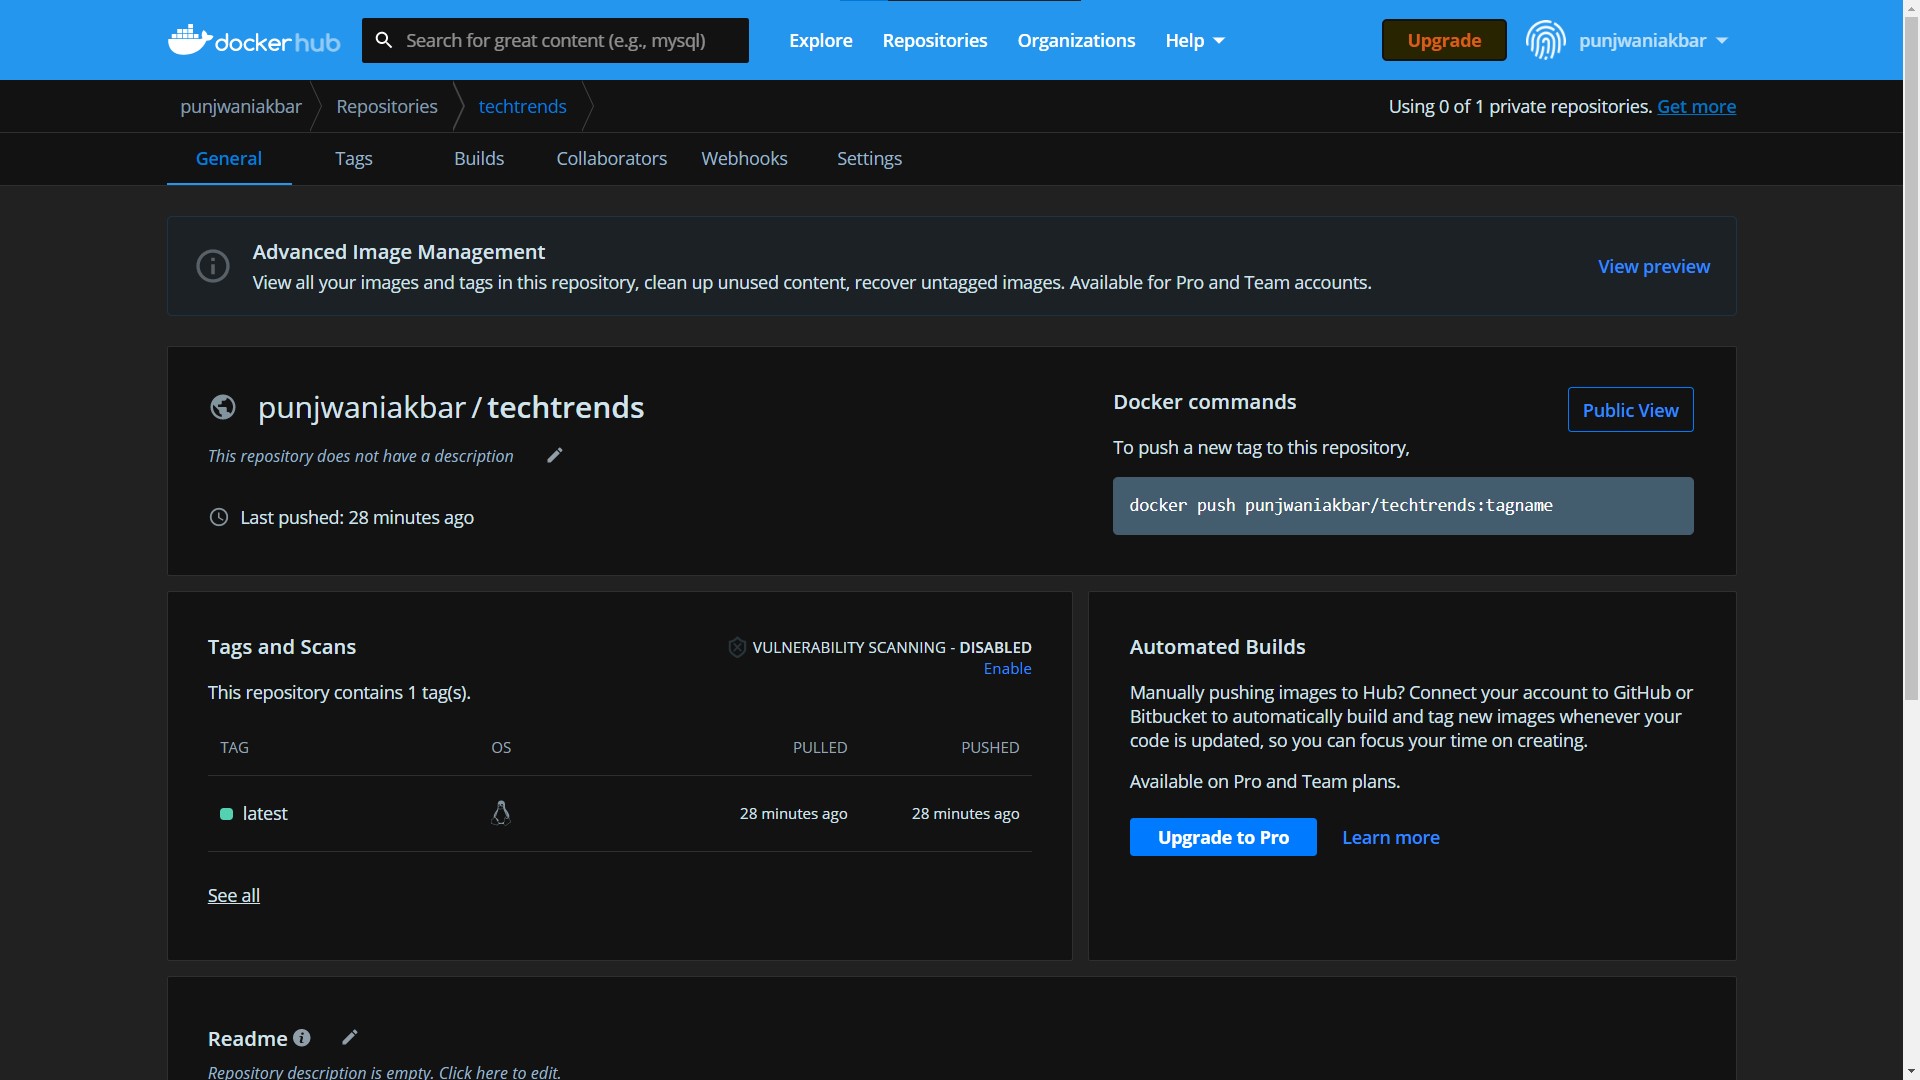 docker hub
Search for great content (e.g., mysql)
Explore
Repositories
Organizations
Help
Upgrade
punjwaniakbar
punjwaniakbar
Repositories
techtrends
Using 0 of 1 private repositories. Get more
General
Tags
Builds
Collaborators
Webhooks
Settings
Advanced Image Management
View all your images and tags in this repository, clean up unused content, recover untagged images. Available for Pro and Team accounts.
View preview
punjwaniakbar / techtrends
This repository does not have a description
Last pushed: 28 minutes ago
Docker commands
Public View
To push a new tag to this repository,
docker push punjwaniakbar/techtrends:tagname
Tags and Scans
VULNERABILITY SCANNING - DISABLED
Enable
This repository contains 1 tag(s).
TAG
OS
PULLED
PUSHED
latest
28 minutes ago
28 minutes ago
See all
Automated Builds
Manually pushing images to Hub? Connect your account to GitHub or
Bitbucket to automatically build and tag new images whenever your
code is updated, so you can focus your time on creating.
Available on Pro and Team plans.
Upgrade to Pro
Learn more
Readme
Repository description is empty. Click here to edit.